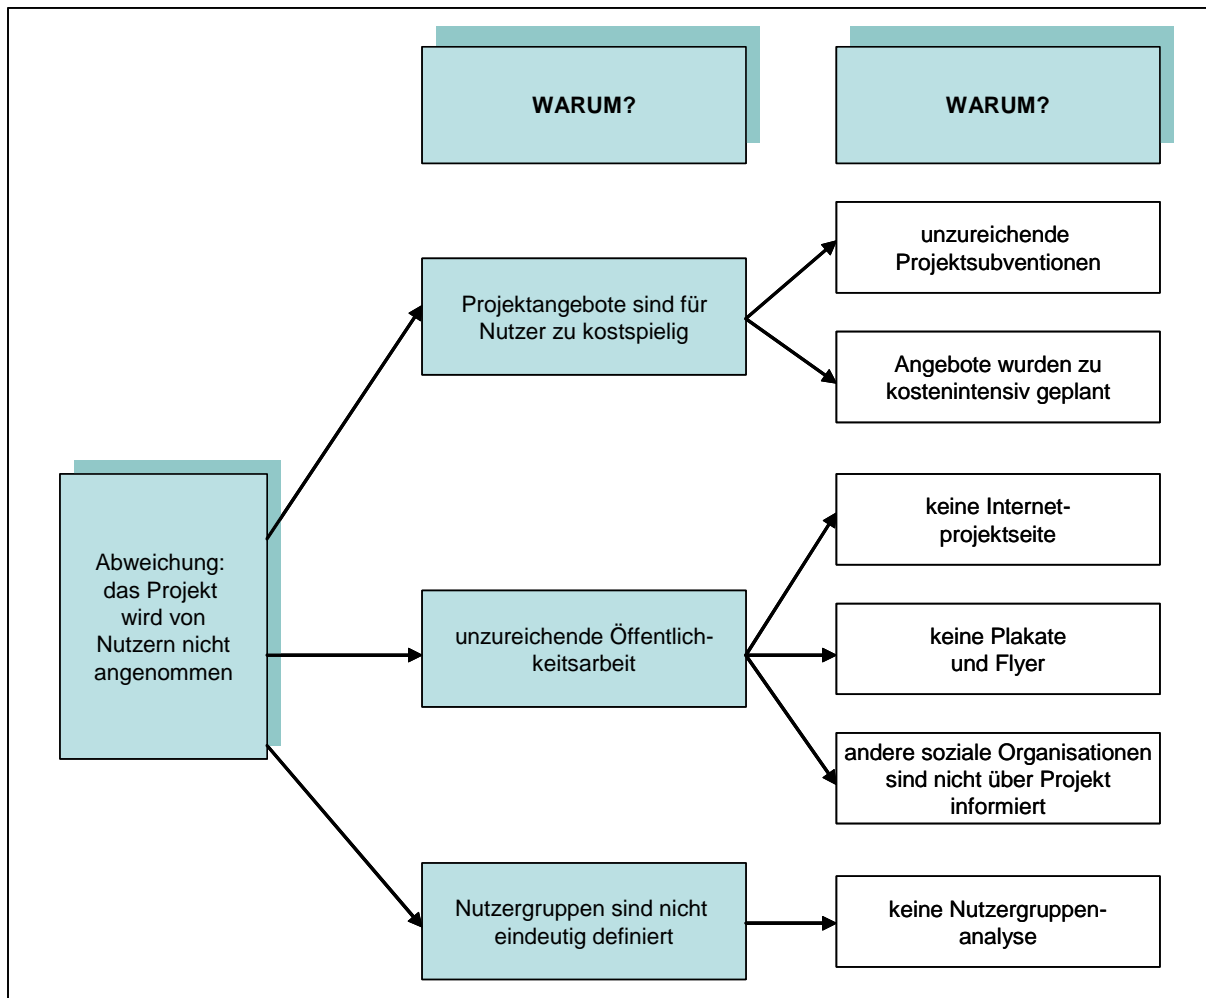 WARUM?
WARUM?
unzureichende
Projektsubventionen
Projektangebote sind für
Nutzer zu kostspielig
Angebote wurden zu
kostenintensiv geplant
keine Internet-
projektseite
Abweichung:
das Projekt
wird von
Nutzern nicht
angenommen
unzureichende Öffentlich-
keitsarbeit
keine Plakate
und Flyer
andere soziale Organisationen
sind nicht über Projekt
informiert
Nutzergruppen sind nicht
eindeutig definiert
keine Nutzergruppen-
analyse